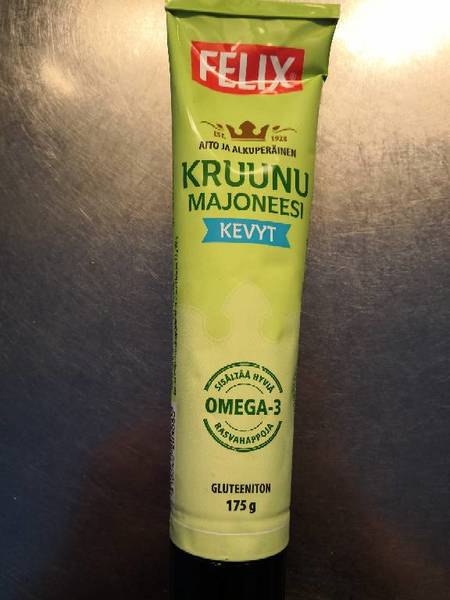 FELIX
EST. 1928
AITO JA ALKUPERÄINEN
KRUUNU
MAJONEESI
KEVYT
SISÄLTÄÄ HYVIÄ
OMEGA-3
RASVAHAPPOJA
GLUTEENITON
175 g